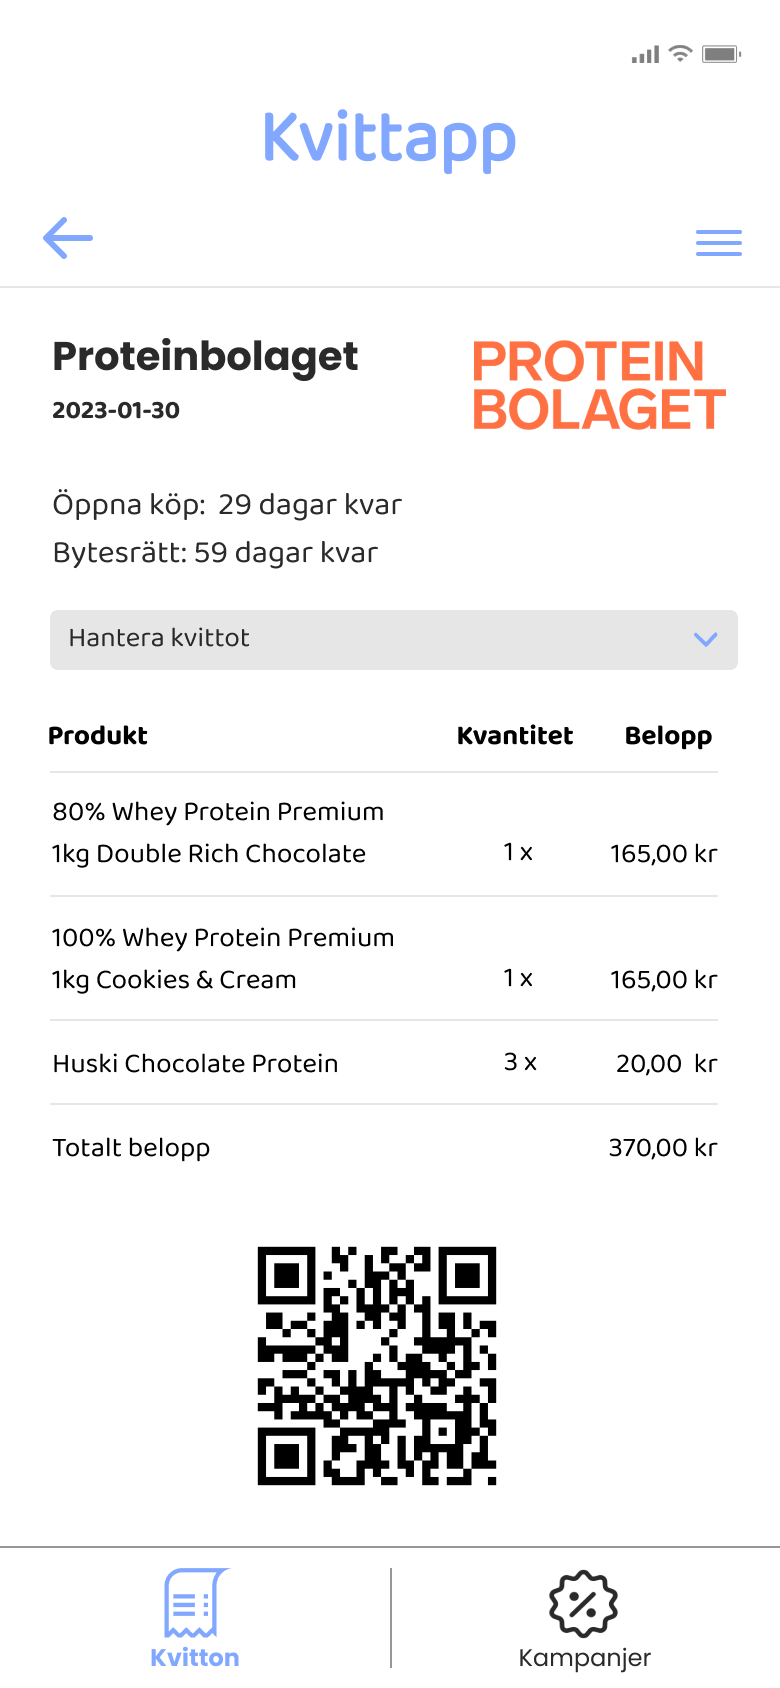 Kvittapp
Proteinbolaget
2023-01-30
PROTEIN
BOLAGET
Öppna köp: 29 dagar kvar
Bytesrätt: 59 dagar kvar
Hantera kvittot
Produkt Kvantitet Belopp
80% Whey Protein Premium
1kg Double Rich Chocolate 1 x 165,00 kr
100% Whey Protein Premium
1kg Cookies & Cream 1 x 165,00 kr
Huski Chocolate Protein 3 x 20,00 kr
Totalt belopp 370,00 kr
Kvitton
Kampanjer